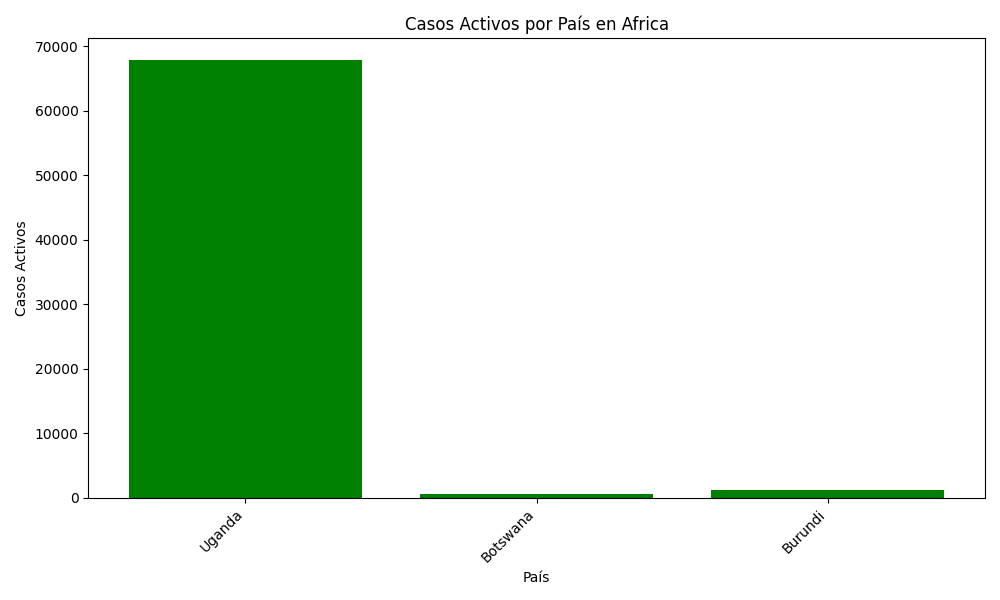 Casos Activos por País en Africa
Casos Activos
70000
60000
50000
40000
30000
20000
10000
0
Uganda
Botswana
Burundi
País